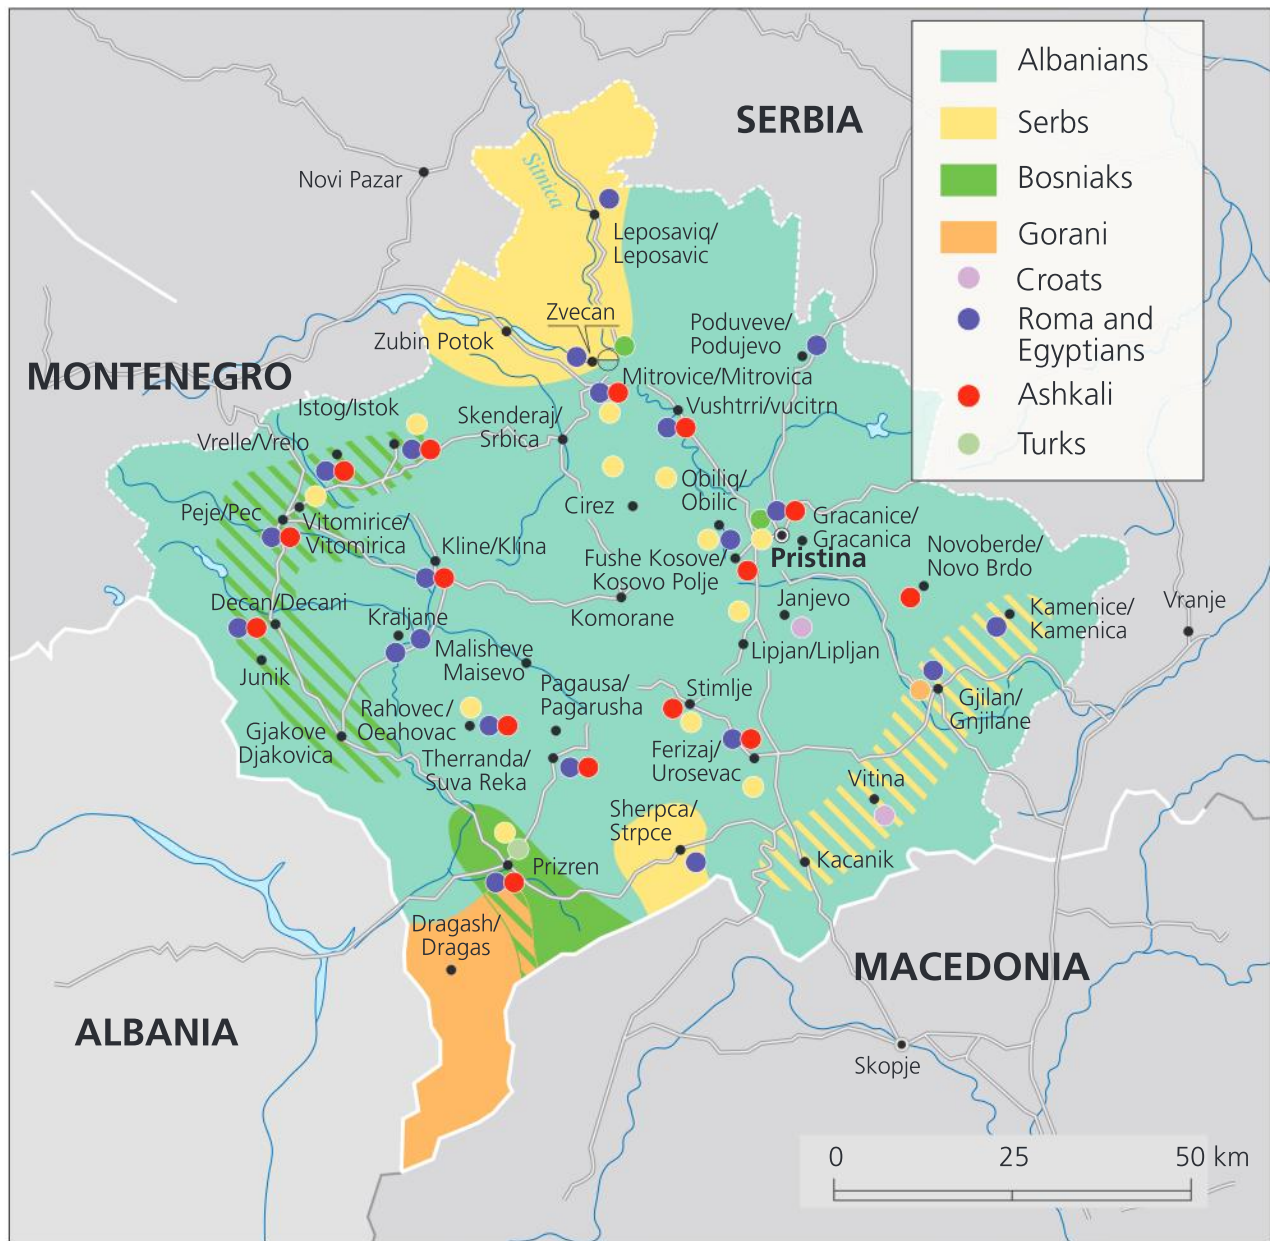 SERBIA
Albanians
Serbs
Bosniaks
Gorani
Croats
Roma and
Egyptians
Ashkali
Turks
Novi Pazar
Sitnica
Leposaviq/
Leposavic
Zvecan
Zubin Potok
Poduveve/
Podujevo
MONTENEGRO
Mitrovice/Mitrovica
Istog/Istok
Skenderaj/
Srbica
Vushtrri/vucitrn
Vrelle/Vrelo
Obiliq/
Obilic
Cirez
Peje/Pec
Vitomirice/
Vitomirica
Gracanice/
Gracanica
Kline/Klina
Fushe Kosove/
Kosovo Polje
Pristina
Novoberde/
Novo Brdo
Decan/Decani
Komorane
Janjevo
Kamenice/
Kamenica
Vranje
Kraljane
Malisheve
Maisevo
Lipjan/Lipljan
Junik
Pagausa/
Pagarusha
Stimlje
Gjilan/
Gnjilane
Rahovec/
Oeahovac
Gjakove
Djakovica
Therranda/
Suva Reka
Ferizaj/
Urosevac
Vitina
Sherpca/
Strpce
Prizren
Kacanik
Dragash/
Dragas
MACEDONIA
ALBANIA
Skopje
0 25 50 km